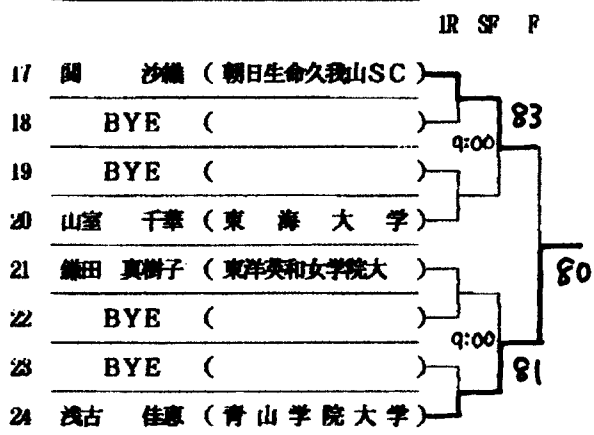 1R SF F
17 関 沙織 (朝日生命久我山SC)
18 BYE ( )
83
9:00
19 BYE ( )
20 山室 千華 (東海大学)
21 鎌田 真樹子 (東洋英和女学院大)
80
22 BYE ( )
9:00
23 BYE ( )
81
24 浅古 佳恵 (青山学院大学)